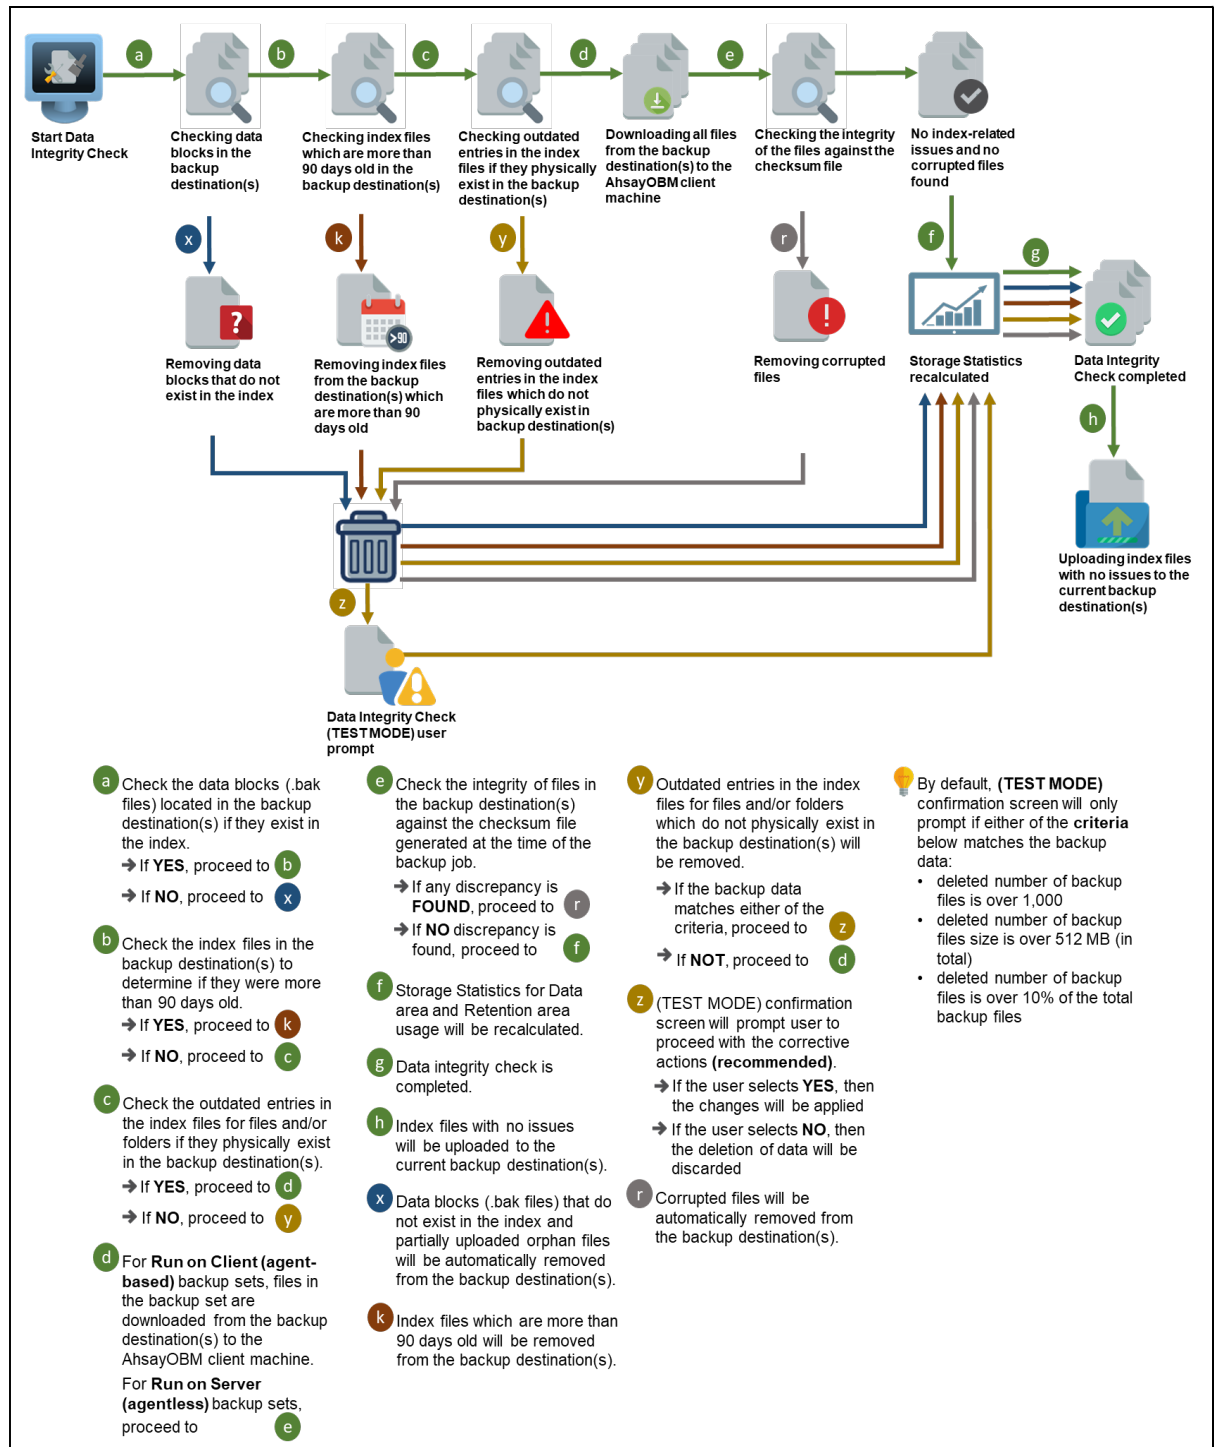 a
b
c
d
e
Start Data
Integrity Check
Checking data
blocks in the
backup
destination(s)
Checking index files
which are more than
90 days old in the
backup destination(s)
Checking outdated
entries in the index
files if they physically
exist in the backup
destination(s)
Downloading all files
from the backup
destination(s) to the
AhsayOBM client
machine
Checking the integrity
of the files against the
checksum file
No index-related
issues and no
corrupted files
found
x
k
y
r
f
g
?
>90
!
!
Removing data
blocks that do not
exist in the index
Removing index files
from the backup
destination(s) which
are more than 90
days old
Removing outdated
entries in the index
files which do not
physically exist in
backup destination(s)
Removing corrupted
files
Storage Statistics
recalculated
Data Integrity
Check completed
h
Uploading index files
with no issues to the
current backup
destination(s)
z
!
Data Integrity Check
(TEST MODE) user
prompt
a Check the data blocks (.bak
files) located in the backup
destination(s) if they exist in
the index.
➔ If YES, proceed to b
➔ If NO, proceed to x
b Check the index files in the
backup destination(s) to
determine if they were more
than 90 days old.
➔ If YES, proceed to k
➔ If NO, proceed to c
c Check the outdated entries in
the index files for files and/or
folders if they physically exist
in the backup destination(s).
➔ If YES, proceed to d
➔ If NO, proceed to y
d For Run on Client (agent-
based) backup sets, files in
the backup set are
downloaded from the backup
destination(s) to the
AhsayOBM client machine.
For Run on Server
(agentless) backup sets,
proceed to e
e Check the integrity of files in
the backup destination(s)
against the checksum file
generated at the time of the
backup job.
➔ If any discrepancy is
FOUND, proceed to r
➔ If NO discrepancy is
found, proceed to f
f Storage Statistics for Data
area and Retention area
usage will be recalculated.
g Data integrity check is
completed.
h Index files with no issues
will be uploaded to the
current backup destination(s).
x Data blocks (.bak files) that do
not exist in the index and
partially uploaded orphan files
will be automatically removed
from the backup destination(s).
k Index files which are more than
90 days old will be removed
from the backup destination(s).
y Outdated entries in the index
files for files and/or folders
which do not physically exist in
the backup destination(s) will
be removed.
➔ If the backup data
matches either of the
criteria, proceed to z
➔ If NOT, proceed to d
z (TEST MODE) confirmation
screen will prompt user to
proceed with the corrective
actions (recommended).
➔ If the user selects YES, then
the changes will be applied
➔ If the user selects NO, then
the deletion of data will be
discarded
r Corrupted files will be
automatically removed from
the backup destination(s).
By default, (TEST MODE)
confirmation screen will only
prompt if either of the criteria
below matches the backup
data:
• deleted number of backup
files is over 1,000
• deleted number of backup
files size is over 512 MB (in
total)
• deleted number of backup
files is over 10% of the total
backup files